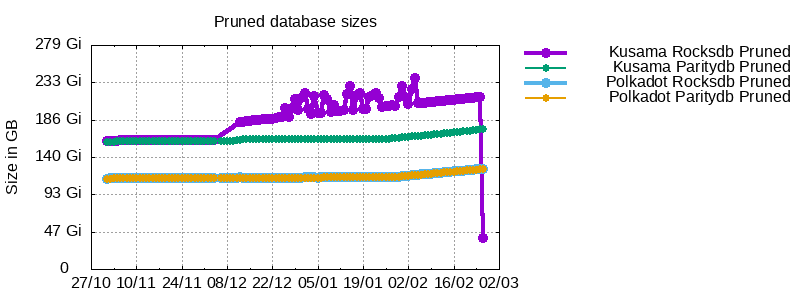 Pruned database sizes
Size in GB
279 Gi
233 Gi
186 Gi
140 Gi
93 Gi
47 Gi
0
27/10 10/11 24/11 08/12 22/12 05/01 19/01 02/02 16/02 02/03
Kusama Rocksdb Pruned
Kusama Paritydb Pruned
Polkadot Rocksdb Pruned
Polkadot Paritydb Pruned